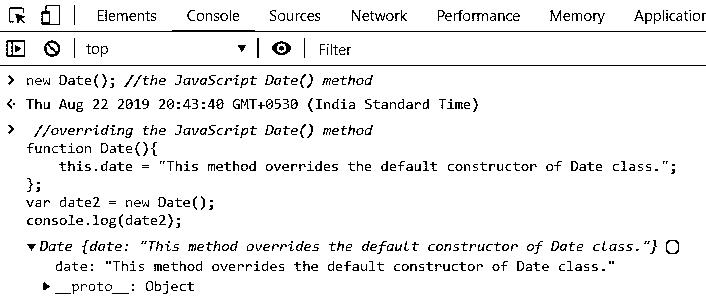 Elements Console Sources Network Performance Memory Application
top ▼ Filter
> new Date(); //the JavaScript Date() method
< Thu Aug 22 2019 20:43:40 GMT+0530 (India Standard Time)
> //overriding the JavaScript Date() method
function Date(){
this.date = "This method overrides the default constructor of Date class.";
};
var date2 = new Date();
console.log(date2);
▼Date {date: "This method overrides the default constructor of Date class."}
date: "This method overrides the default constructor of Date class."
▶__proto__: Object